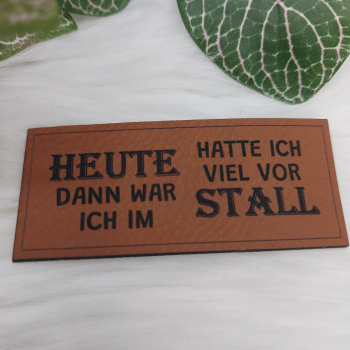 HEUTE
DANN WAR
ICH IM
HATTE ICH
VIEL VOR
STALL